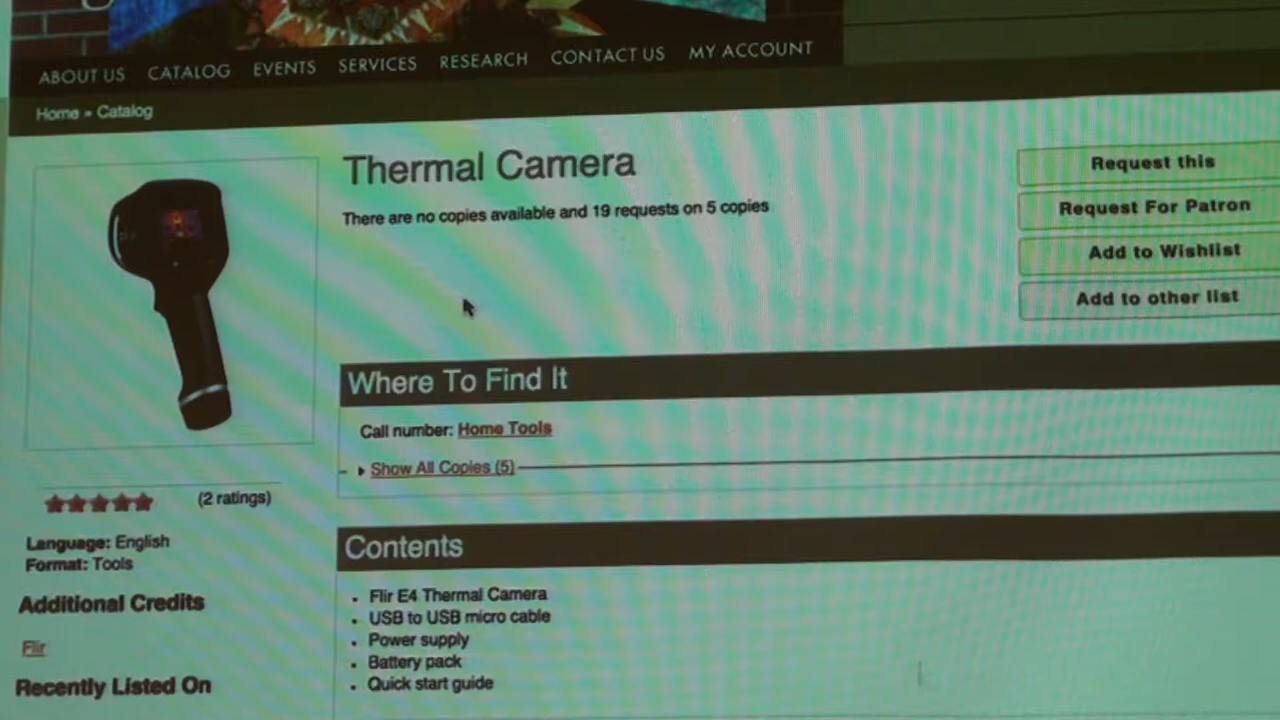 ABOUT US CATALOG EVENTS SERVICES RESEARCH CONTACT US MY ACCOUNT
Home » Catalog
Thermal Camera
There are no copies available and 19 requests on 5 copies
Request this
Request For Patron
Add to Wishlist
Add to other list
Where To Find It
Call number: Home Tools
Show All Copies (5)
(2 ratings)
Language: English
Format: Tools
Additional Credits
Flir
Recently Listed On
Contents
Flir E4 Thermal Camera
USB to USB micro cable
Power supply
Battery pack
Quick start guide